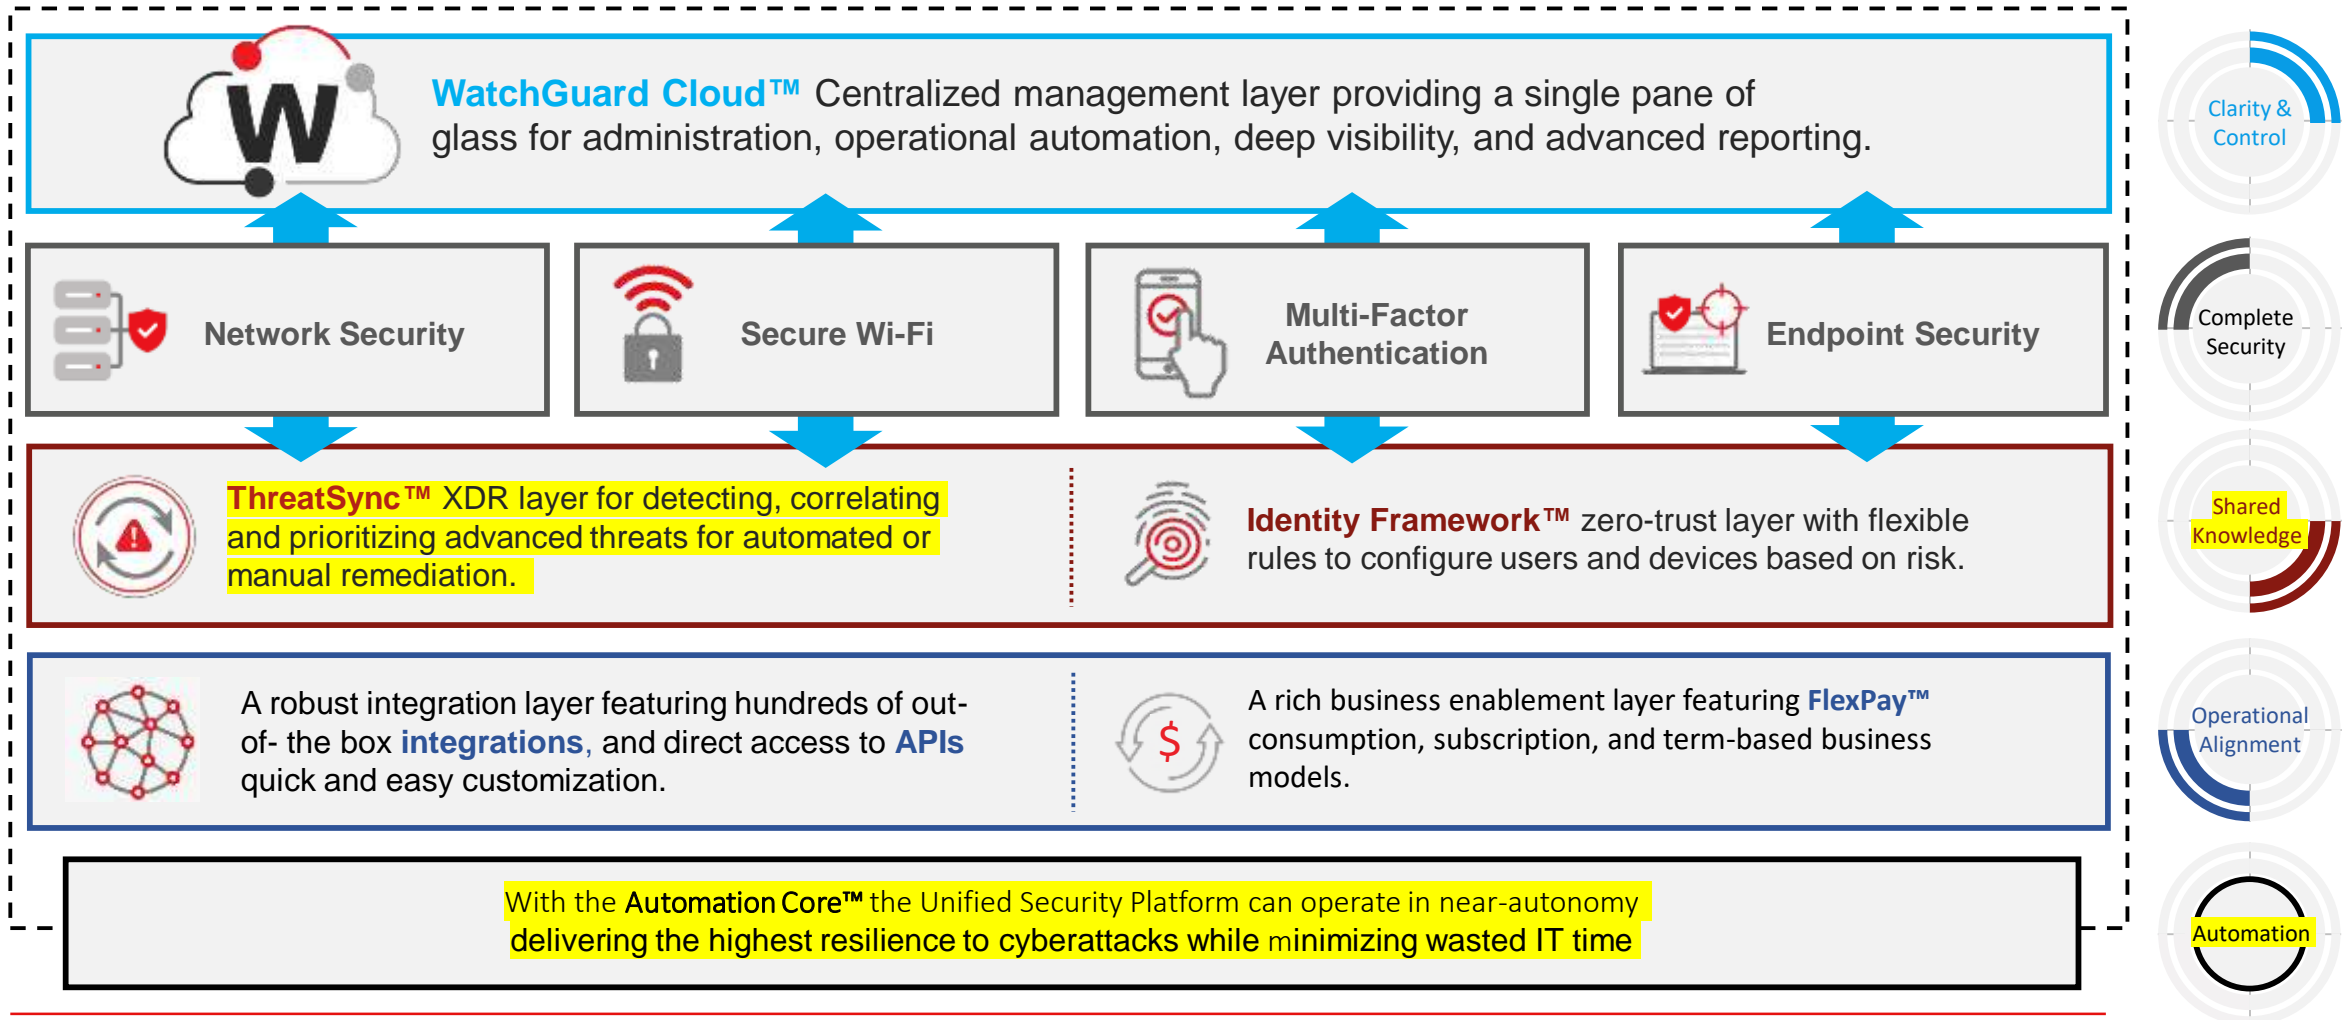 WatchGuard Cloud™ Centralized management layer providing a single pane of
glass for administration, operational automation, deep visibility, and advanced reporting.
W
Clarity &
Control
Network Security
Secure Wi-Fi
Multi-Factor
Authentication
Endpoint Security
Complete
Security
ThreatSync™ XDR layer for detecting, correlating
and prioritizing advanced threats for automated or
manual remediation.
Identity Framework™ zero-trust layer with flexible
rules to configure users and devices based on risk.
Shared
Knowledge
A robust integration layer featuring hundreds of out-
of- the box integrations, and direct access to APIs
quick and easy customization.
$
A rich business enablement layer featuring FlexPay™
consumption, subscription, and term-based business
models.
Operational
Alignment
With the Automation Core™ the Unified Security Platform can operate in near-autonomy
delivering the highest resilience to cyberattacks while minimizing wasted IT time
Automation